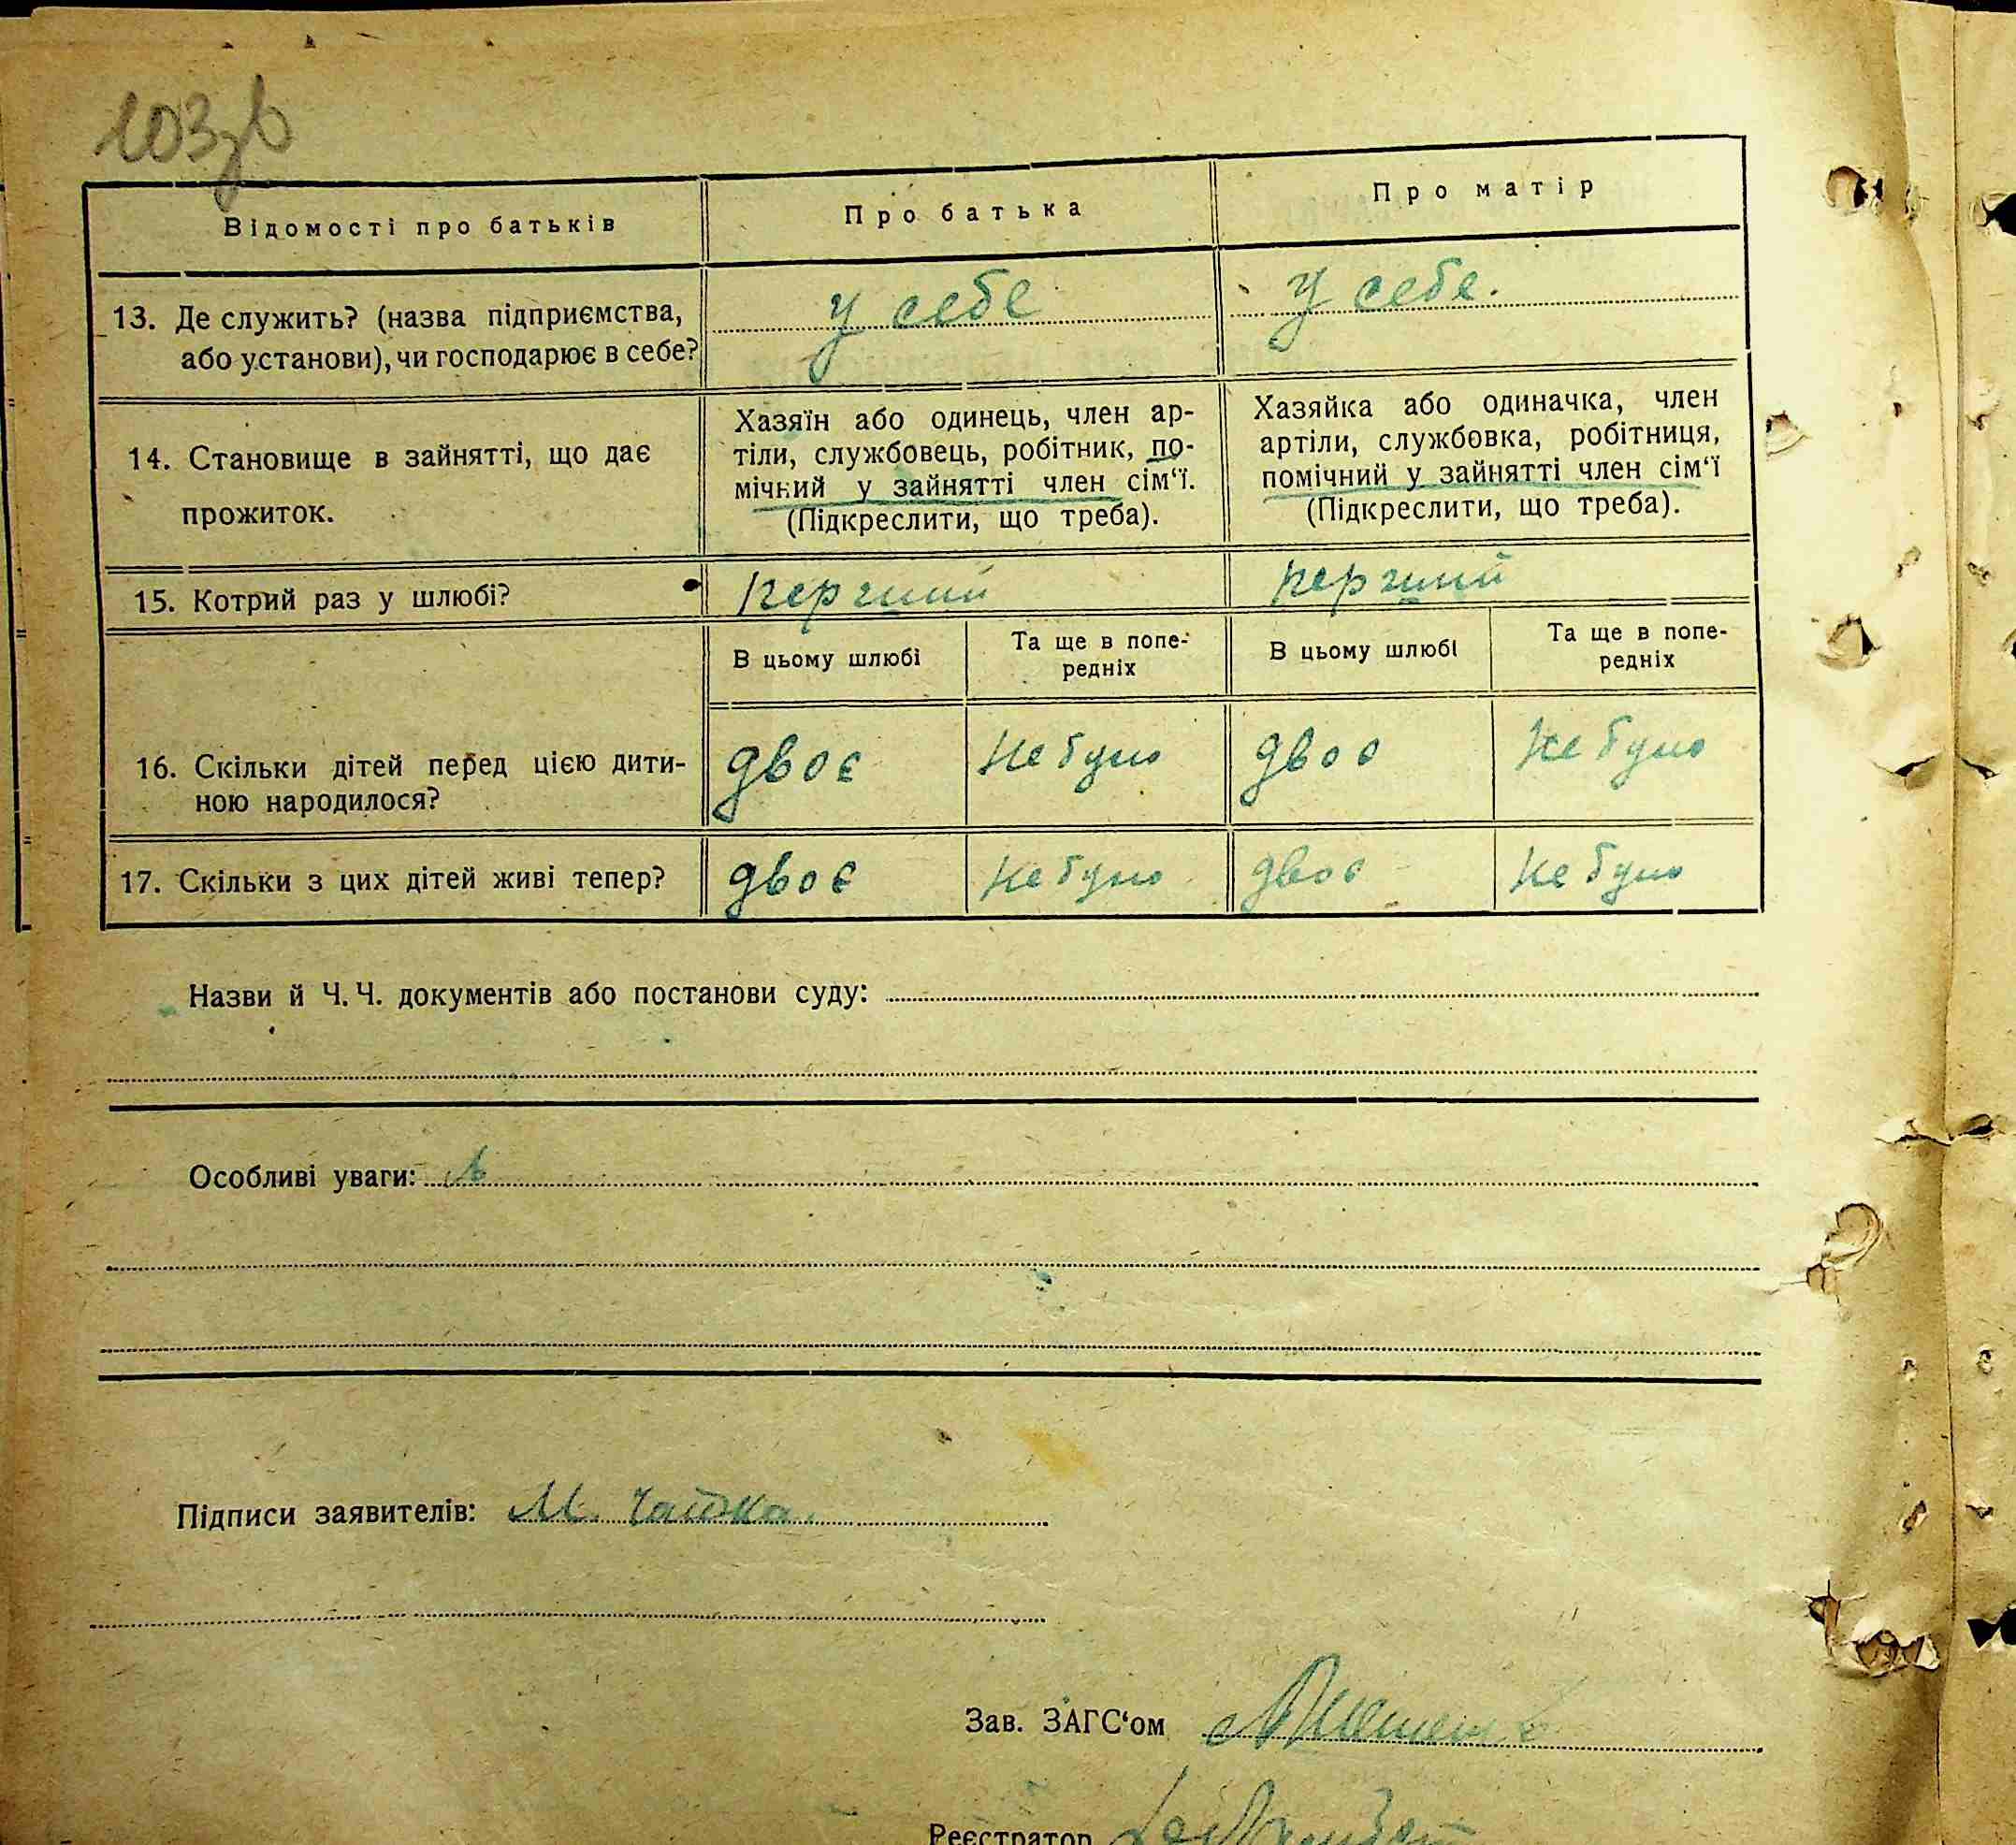 103зв
Відомості про батьків
Про батька
Про матір
13. Де служить? (назва підприємства,
або установи), чи господарює в себе?
у себе
у себе.
14. Становище в зайнятті, що дає
прожиток.
Хазяїн або одинець, член ар-
тіли, службовець, робітник, по-
мічний у зайнятті член сім‘ї.
(Підкреслити, що треба).
Хазяйка або одиначка, член
артіли, службовка, робітниця,
помічний у зайнятті член сім‘ї
(Підкреслити, що треба).
15. Котрий раз у шлюбі?
перший
перший
В цьому шлюбі
Та ще в попе-
редніх
В цьому шлюбі
Та ще в попе-
редніх
16. Скільки дітей перед цією дити-
ною народилося?
двоє
не було
двоє
не було
17. Скільки з цих дітей живі тепер?
двоє
не було
двоє
не було
Назви й Ч. Ч. документів або постанови суду:
Особливі уваги:
Підписи заявителів: М. Чайка.
Зав. ЗАГС‘ом
Реєстратор